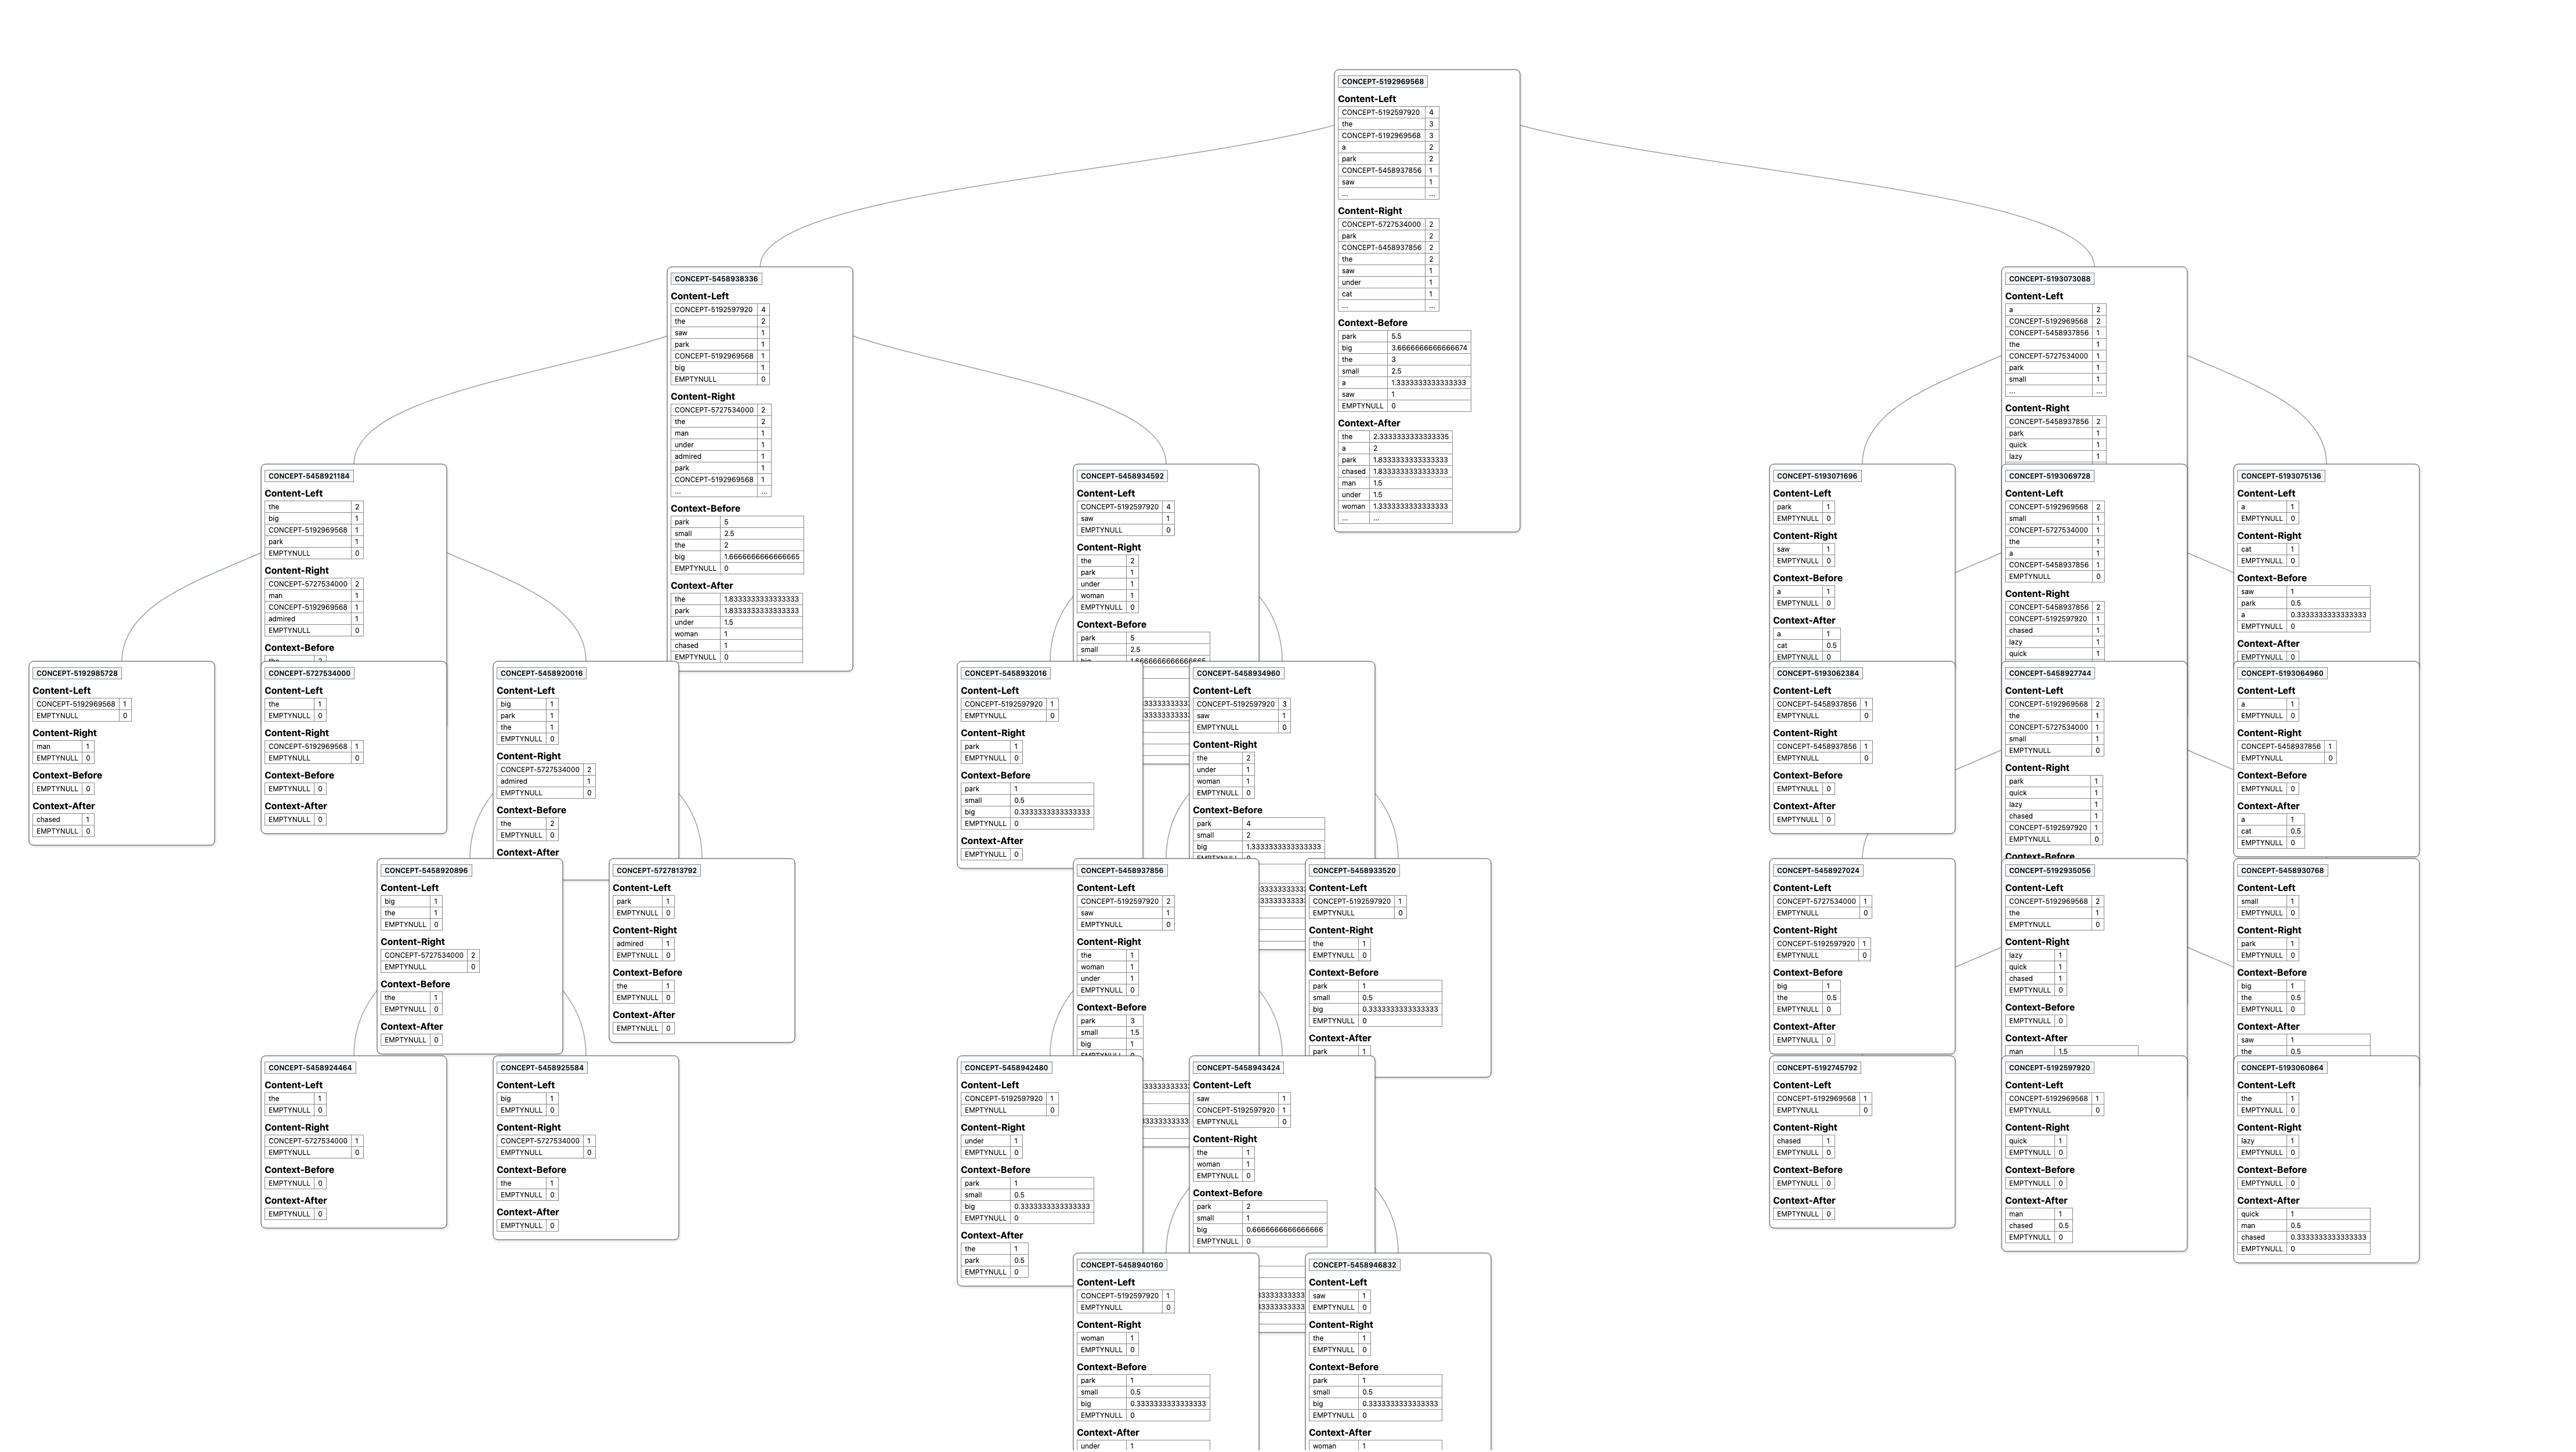 CONCEPT-5192969568
Content-Left
CONCEPT-5192597920 4
the 3
CONCEPT-5192969568 3
a 2
park 2
CONCEPT-5458937856 1
saw 1
... ...
Content-Right
CONCEPT-5727534000 2
park 2
CONCEPT-5458937856 2
the 2
saw 1
under 1
cat 1
... ...
Context-Before
park 5.5
big 3.6666666666666674
the 3
small 2.5
a 1.3333333333333333
saw 1
EMPTYNULL 0
Context-After
the 2.3333333333333335
a 2
park 1.8333333333333333
chased 1.8333333333333333
man 1.5
under 1.5
woman 1.3333333333333333
... ...
CONCEPT-5458938336
Content-Left
CONCEPT-5192597920 4
the 2
saw 1
park 1
CONCEPT-5192969568 1
big 1
EMPTYNULL 0
Content-Right
CONCEPT-5727534000 2
the 2
man 1
under 1
admired 1
park 1
CONCEPT-5192969568 1
... ...
Context-Before
park 5
small 2.5
the 2
big 1.6666666666666665
EMPTYNULL 0
Context-After
the 1.8333333333333333
park 1.8333333333333333
under 1.5
woman 1
chased 1
EMPTYNULL 0
CONCEPT-5193073088
Content-Left
a 2
CONCEPT-5192969568 2
CONCEPT-5458937856 1
the 1
CONCEPT-5727534000 1
park 1
small 1
... ...
Content-Right
CONCEPT-5458937856 2
park 1
quick 1
lazy 1
CONCEPT-5458921184
Content-Left
the 2
big 1
CONCEPT-5192969568 1
park 1
EMPTYNULL 0
Content-Right
CONCEPT-5727534000 2
man 1
CONCEPT-5192969568 1
admired 1
EMPTYNULL 0
Context-Before
CONCEPT-5458934592
Content-Left
CONCEPT-5192597920 4
saw 1
EMPTYNULL 0
Content-Right
the 2
park 1
under 1
woman 1
EMPTYNULL 0
Context-Before
park 5
small 2.5
CONCEPT-5193071696
Content-Left
park 1
EMPTYNULL 0
Content-Right
saw 1
EMPTYNULL 0
Context-Before
a 1
EMPTYNULL 0
Context-After
a 1
cat 0.5
EMPTYNULL 0
CONCEPT-5193069728
Content-Left
CONCEPT-5192969568 2
small 1
CONCEPT-5727534000 1
the 1
a 1
CONCEPT-5458937856 1
EMPTYNULL 0
Content-Right
CONCEPT-5458937856 2
CONCEPT-5192597920 1
chased 1
lazy 1
quick 1
CONCEPT-5193075136
Content-Left
a 1
EMPTYNULL 0
Content-Right
cat 1
EMPTYNULL 0
Context-Before
saw 1
park 0.5
a 0.3333333333333333
EMPTYNULL 0
Context-After
EMPTYNULL 0
CONCEPT-5192985728
Content-Left
CONCEPT-5192969568 1
EMPTYNULL 0
Content-Right
man 1
EMPTYNULL 0
Context-Before
EMPTYNULL 0
Context-After
chased 1
EMPTYNULL 0
CONCEPT-5727534000
Content-Left
the 1
EMPTYNULL 0
Content-Right
CONCEPT-5192969568 1
EMPTYNULL 0
Context-Before
EMPTYNULL 0
Context-After
EMPTYNULL 0
CONCEPT-5458920016
Content-Left
big 1
park 1
the 1
EMPTYNULL 0
Content-Right
CONCEPT-5727534000 2
admired 1
EMPTYNULL 0
Context-Before
the 2
EMPTYNULL 0
Context-After
CONCEPT-5458932016
Content-Left
CONCEPT-5192597920 1
EMPTYNULL 0
Content-Right
park 1
EMPTYNULL 0
Context-Before
park 1
small 0.5
big 0.3333333333333333
EMPTYNULL 0
Context-After
EMPTYNULL 0
CONCEPT-5458934960
Content-Left
CONCEPT-5192597920 3
saw 1
EMPTYNULL 0
Content-Right
the 2
under 1
woman 1
EMPTYNULL 0
Context-Before
park 4
small 2
big 1.3333333333333333
CONCEPT-5193062384
Content-Left
CONCEPT-5458937856 1
EMPTYNULL 0
Content-Right
CONCEPT-5458937856 1
EMPTYNULL 0
Context-Before
EMPTYNULL 0
Context-After
EMPTYNULL 0
CONCEPT-5458927744
Content-Left
CONCEPT-5192969568 2
the 1
CONCEPT-5727534000 1
small 1
EMPTYNULL 0
Content-Right
park 1
quick 1
lazy 1
chased 1
CONCEPT-5192597920 1
EMPTYNULL 0
Context-Before
CONCEPT-5193064960
Content-Left
a 1
EMPTYNULL 0
Content-Right
CONCEPT-5458937856 1
EMPTYNULL 0
Context-Before
EMPTYNULL 0
Context-After
a 1
cat 0.5
EMPTYNULL 0
CONCEPT-5458920896
Content-Left
big 1
the 1
EMPTYNULL 0
Content-Right
CONCEPT-5727534000 2
EMPTYNULL 0
Context-Before
the 1
EMPTYNULL 0
Context-After
EMPTYNULL 0
CONCEPT-5727813792
Content-Left
park 1
EMPTYNULL 0
Content-Right
admired 1
EMPTYNULL 0
Context-Before
the 1
EMPTYNULL 0
Context-After
EMPTYNULL 0
CONCEPT-5458937856
Content-Left
CONCEPT-5192597920 2
saw 1
EMPTYNULL 0
Content-Right
the 1
woman 1
under 1
EMPTYNULL 0
Context-Before
park 3
small 1.5
big 1
CONCEPT-5458933520
Content-Left
CONCEPT-5192597920 1
EMPTYNULL 0
Content-Right
the 1
EMPTYNULL 0
Context-Before
park 1
small 0.5
big 0.3333333333333333
EMPTYNULL 0
Context-After
park 1
CONCEPT-5458927024
Content-Left
CONCEPT-5727534000 1
EMPTYNULL 0
Content-Right
CONCEPT-5192597920 1
EMPTYNULL 0
Context-Before
big 1
the 0.5
EMPTYNULL 0
Context-After
EMPTYNULL 0
CONCEPT-5192935056
Content-Left
CONCEPT-5192969568 2
the 1
EMPTYNULL 0
Content-Right
lazy 1
quick 1
chased 1
EMPTYNULL 0
Context-Before
EMPTYNULL 0
Context-After
man 1.5
CONCEPT-5458930768
Content-Left
small 1
EMPTYNULL 0
Content-Right
park 1
EMPTYNULL 0
Context-Before
big 1
the 0.5
EMPTYNULL 0
Context-After
saw 1
the 0.5
CONCEPT-5458924464
Content-Left
the 1
EMPTYNULL 0
Content-Right
CONCEPT-5727534000 1
EMPTYNULL 0
Context-Before
EMPTYNULL 0
Context-After
EMPTYNULL 0
CONCEPT-5458925584
Content-Left
big 1
EMPTYNULL 0
Content-Right
CONCEPT-5727534000 1
EMPTYNULL 0
Context-Before
the 1
EMPTYNULL 0
Context-After
EMPTYNULL 0
CONCEPT-5458942480
Content-Left
CONCEPT-5192597920 1
EMPTYNULL 0
Content-Right
under 1
EMPTYNULL 0
Context-Before
park 1
small 0.5
big 0.3333333333333333
EMPTYNULL 0
Context-After
the 1
park 0.5
EMPTYNULL 0
CONCEPT-5458943424
Content-Left
saw 1
CONCEPT-5192597920 1
EMPTYNULL 0
Content-Right
the 1
woman 1
EMPTYNULL 0
Context-Before
park 2
small 1
big 0.6666666666666666
EMPTYNULL 0
CONCEPT-5192745792
Content-Left
CONCEPT-5192969568 1
EMPTYNULL 0
Content-Right
chased 1
EMPTYNULL 0
Context-Before
EMPTYNULL 0
Context-After
EMPTYNULL 0
CONCEPT-5192597920
Content-Left
CONCEPT-5192969568 1
EMPTYNULL 0
Content-Right
quick 1
EMPTYNULL 0
Context-Before
EMPTYNULL 0
Context-After
man 1
chased 0.5
EMPTYNULL 0
CONCEPT-5193060864
Content-Left
the 1
EMPTYNULL 0
Content-Right
lazy 1
EMPTYNULL 0
Context-Before
EMPTYNULL 0
Context-After
quick 1
man 0.5
chased 0.3333333333333333
EMPTYNULL 0
CONCEPT-5458940160
Content-Left
CONCEPT-5192597920 1
EMPTYNULL 0
Content-Right
woman 1
EMPTYNULL 0
Context-Before
park 1
small 0.5
big 0.3333333333333333
EMPTYNULL 0
Context-After
under 1
CONCEPT-5458946832
Content-Left
saw 1
EMPTYNULL 0
Content-Right
the 1
EMPTYNULL 0
Context-Before
park 1
small 0.5
big 0.3333333333333333
EMPTYNULL 0
Context-After
woman 1